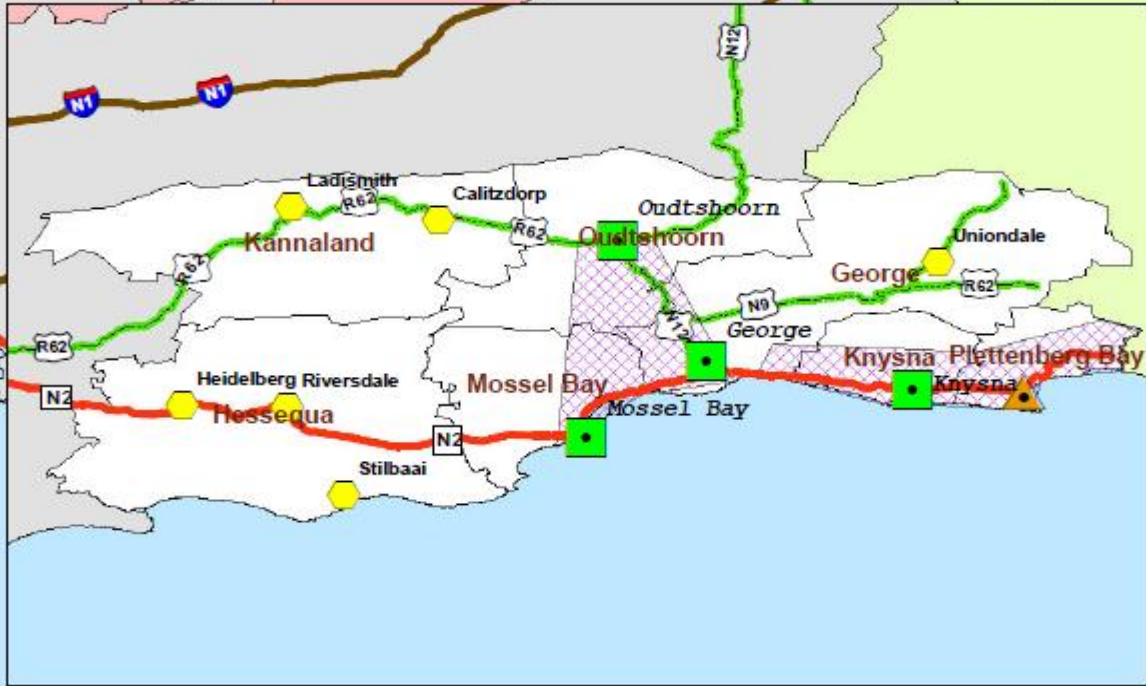 N12
N1
N1
Ladismith
R62
Calitzdorp
Oudtshoorn
R62
Oudtshoorn
Uniondale
Kannaland
George
R62
R62
N9
N12
George
R62
Knysna
Plettenberg Bay
Heidelberg
Riversdale
Mossel Bay
Knysna
N2
Hessequa
Mossel Bay
N2
Stilbaai